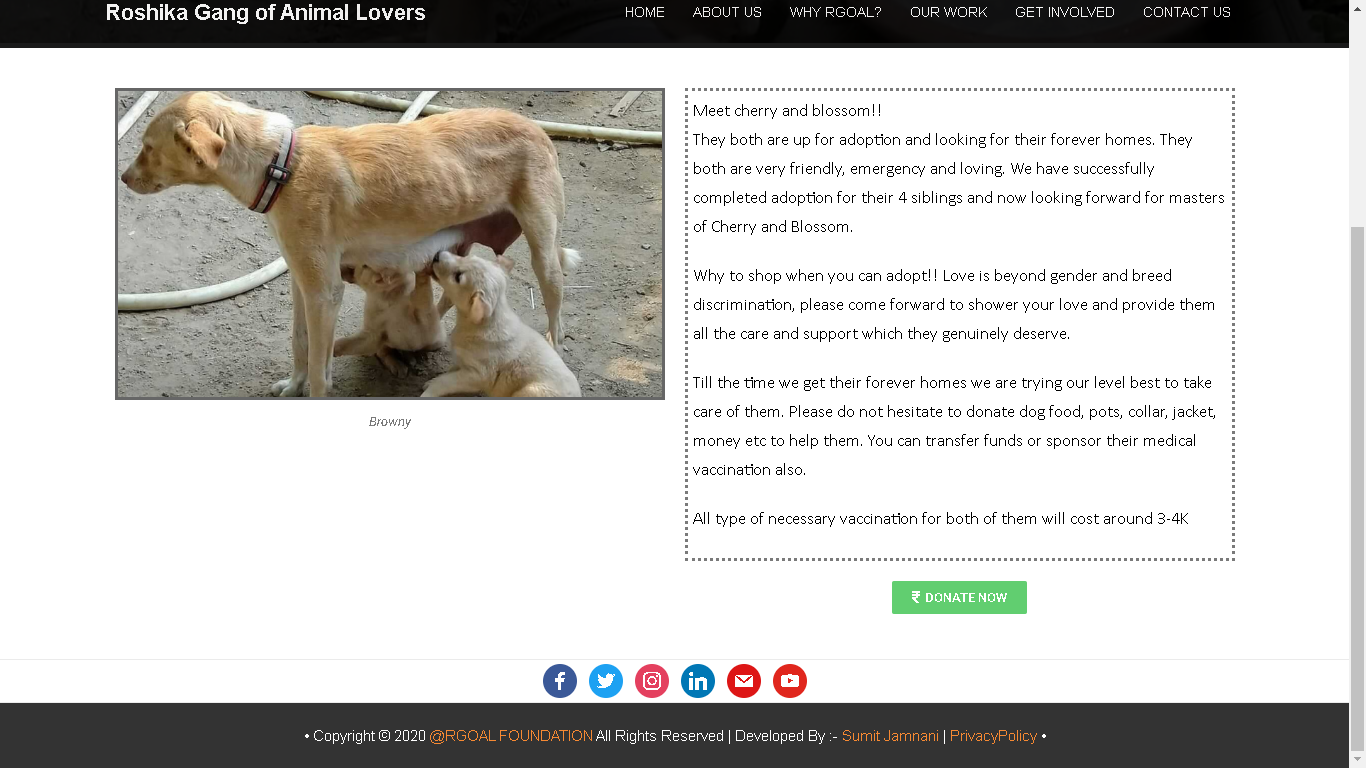 Roshika Gang of Animal Lovers
HOME ABOUT US WHY RGOAL? OUR WORK GET INVOLVED CONTACT US
Browny
Meet cherry and blossom!!
They both are up for adoption and looking for their forever homes. They
both are very friendly, emergency and loving. We have successfully
completed adoption for their 4 siblings and now looking forward for masters
of Cherry and Blossom.
Why to shop when you can adopt!! Love is beyond gender and breed
discrimination, please come forward to shower your love and provide them
all the care and support which they genuinely deserve.
Till the time we get their forever homes we are trying our level best to take
care of them. Please do not hesitate to donate dog food, pots, collar, jacket,
money etc to help them. You can transfer funds or sponsor their medical
vaccination also.
All type of necessary vaccination for both of them will cost around 3-4K
₹ DONATE NOW
• Copyright © 2020 @RGOAL FOUNDATION All Rights Reserved | Developed By :- Sumit Jamnani | PrivacyPolicy •